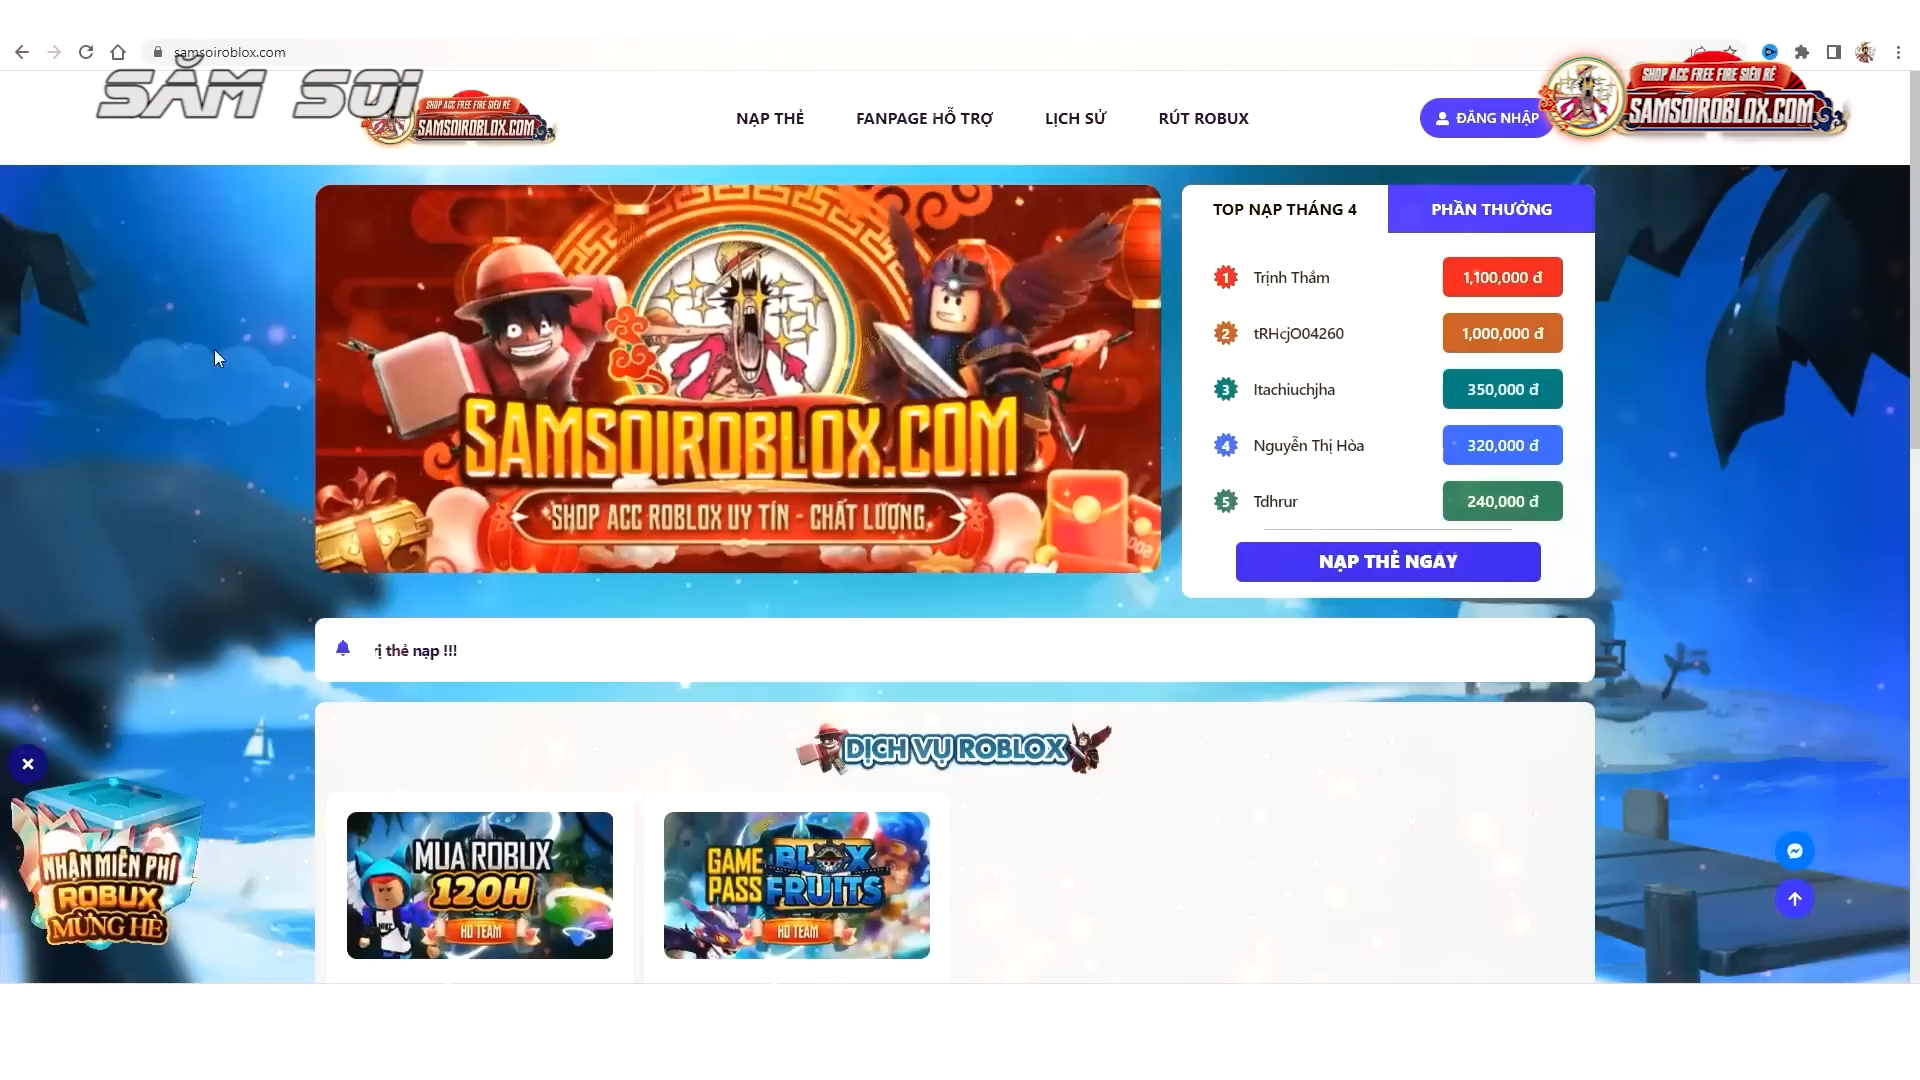 samsoiroblox.com
SĂM SOI
SHOP ACC FREE FIRE SIÊU RẺ
SAMSOIROBLOX.COM
NẠP THẺ
FANPAGE HỖ TRỢ
LỊCH SỬ
RÚT ROBUX
ĐĂNG NHẬP
SHOP ACC FREE FIRE SIÊU RẺ
SAMSOIROBLOX.COM
SAMSOIROBLOX.COM
SHOP ACC ROBLOX UY TÍN - CHẤT LƯỢNG
TOP NẠP THÁNG 4
PHẦN THƯỞNG
1 Trịnh Thắm 1,100,000 đ
2 tRHcjO04260 1,000,000 đ
3 Itachiuchjha 350,000 đ
4 Nguyễn Thị Hòa 320,000 đ
5 Tdhrur 240,000 đ
NẠP THẺ NGAY
rị thẻ nạp !!!
DỊCH VỤ ROBLOX
MUA ROBUX
120H
HD TEAM
GAME PASS
BLOX FRUITS
HD TEAM
NHẬN MIỄN PHÍ
ROBUX
MỪNG HÈ